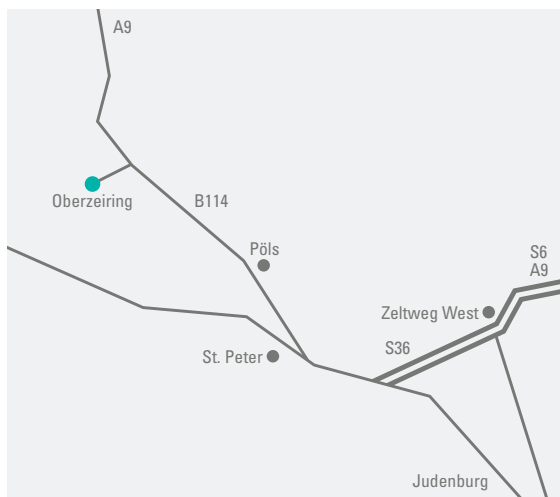 A9
Oberzeiring
B114
Pöls
S6
A9
Zeltweg West
S36
St. Peter
Judenburg